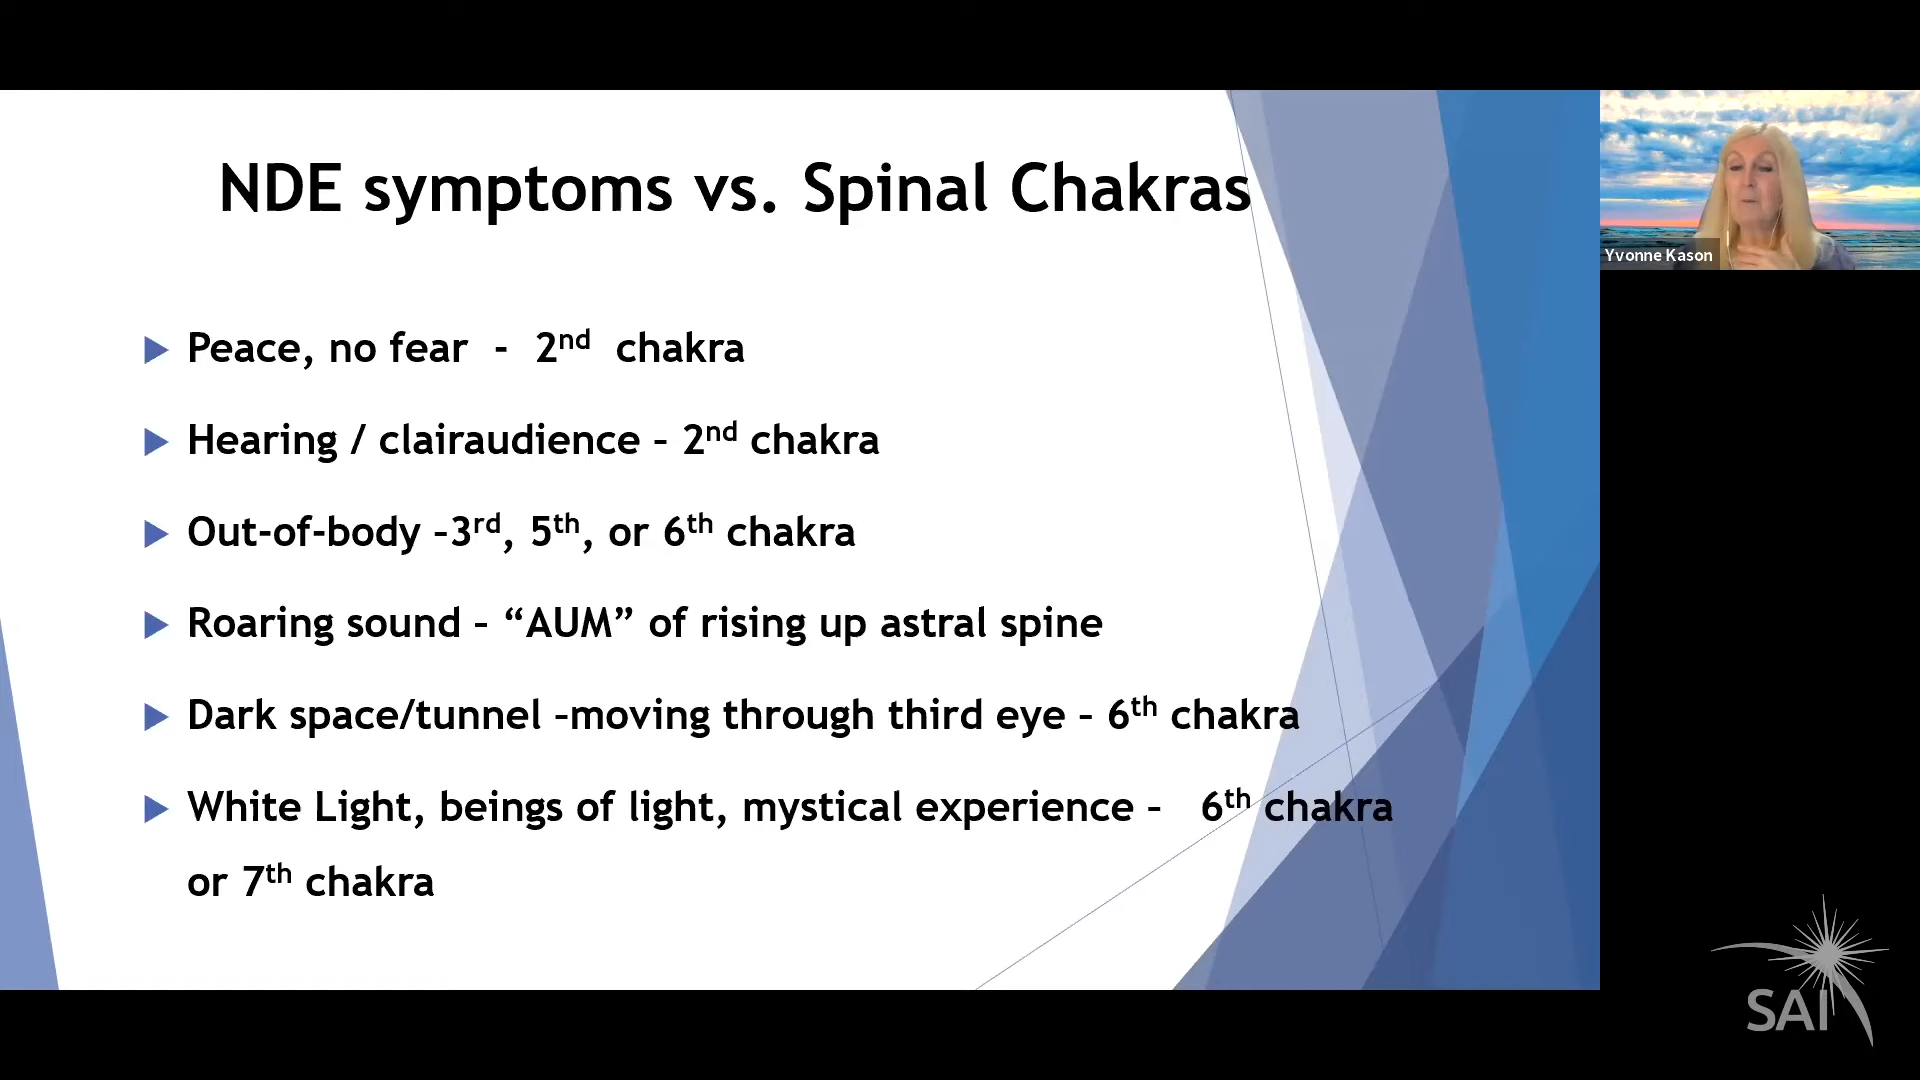 NDE symptoms vs. Spinal Chakras
Yvonne Kason
Peace, no fear - 2nd chakra
Hearing / clairaudience – 2nd chakra
Out-of-body –3rd, 5th, or 6th chakra
Roaring sound – “AUM” of rising up astral spine
Dark space/tunnel –moving through third eye – 6th chakra
White Light, beings of light, mystical experience – 6th chakra
or 7th chakra
SAI